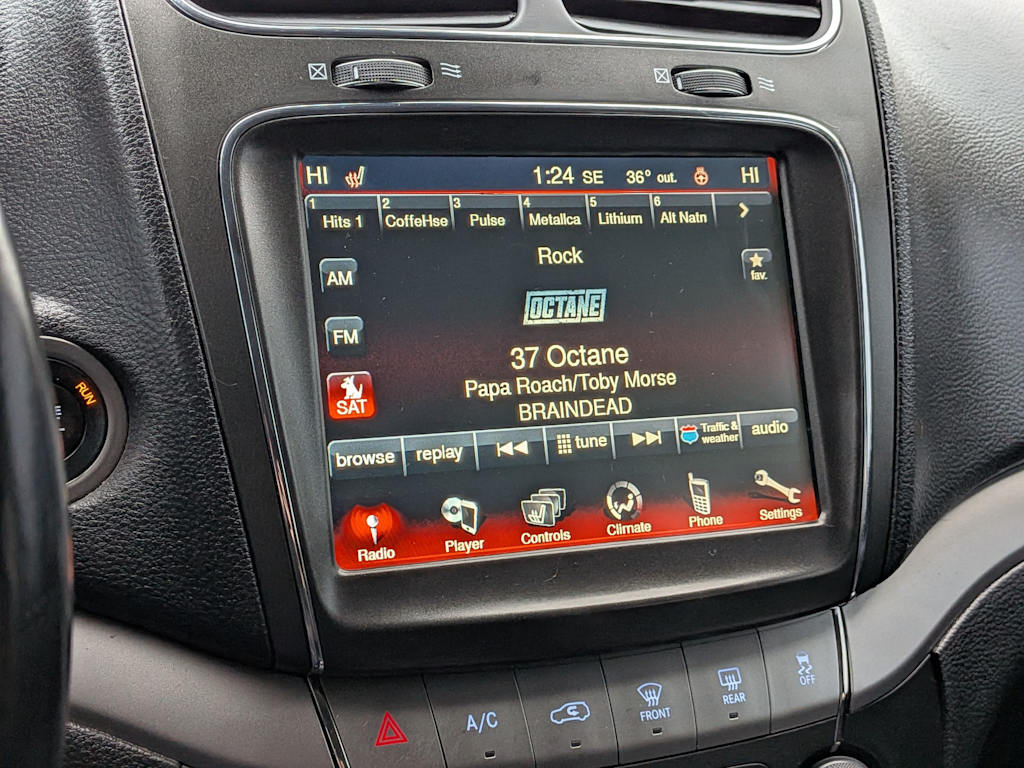 HI 1:24 SE 36° out. HI
1 Hits 1 2 CoffeHse 3 Pulse 4 Metallca 5 Lithium 6 Alt Natn
Rock
AM
fav.
OCTANE
FM
37 Octane
SAT
Papa Roach/Toby Morse
BRAINDEAD
browse replay tune Traffic & weather audio
Radio Player Controls Climate Phone Settings
RUN
A/C
FRONT
REAR
OFF